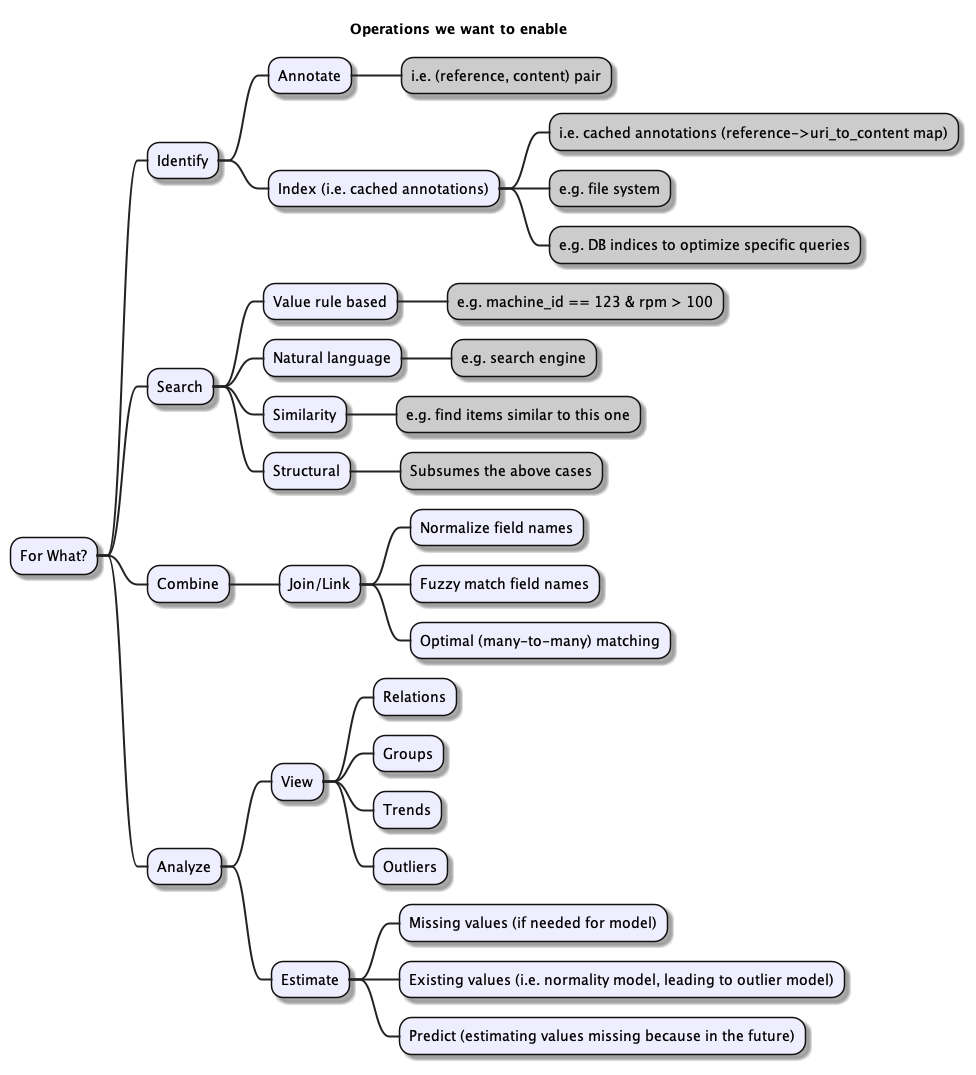 Operations we want to enable
Annotate
i.e. (reference, content) pair
i.e. cached annotations (reference->uri_to_content map)
Identify
Index (i.e. cached annotations)
e.g. file system
e.g. DB indices to optimize specific queries
Value rule based
e.g. machine_id == 123 & rpm > 100
Natural language
e.g. search engine
Search
Similarity
e.g. find items similar to this one
Structural
Subsumes the above cases
Normalize field names
For What?
Combine
Join/Link
Fuzzy match field names
Optimal (many-to-many) matching
Relations
Groups
View
Trends
Analyze
Outliers
Missing values (if needed for model)
Estimate
Existing values (i.e. normality model, leading to outlier model)
Predict (estimating values missing because in the future)